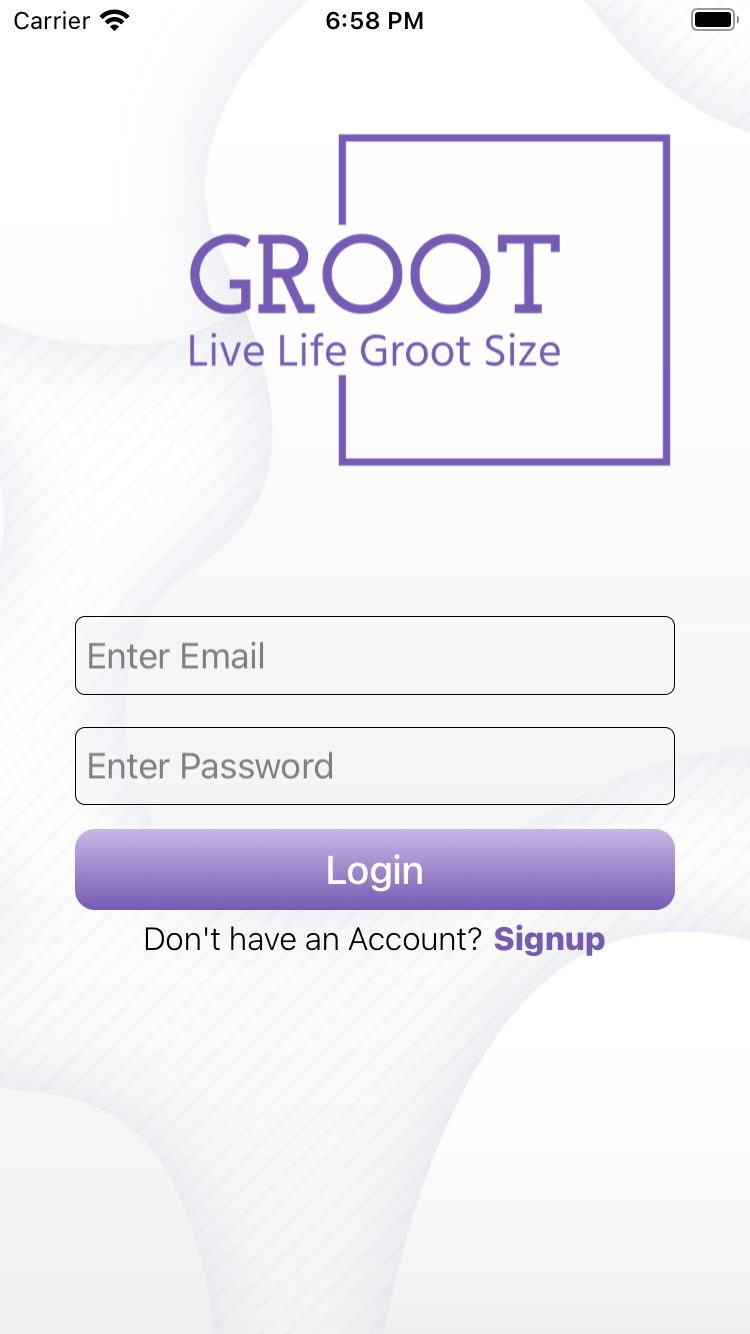 Carrier 6:58 PM
GROOT
Live Life Groot Size
Enter Email
Enter Password
Login
Don't have an Account? Signup